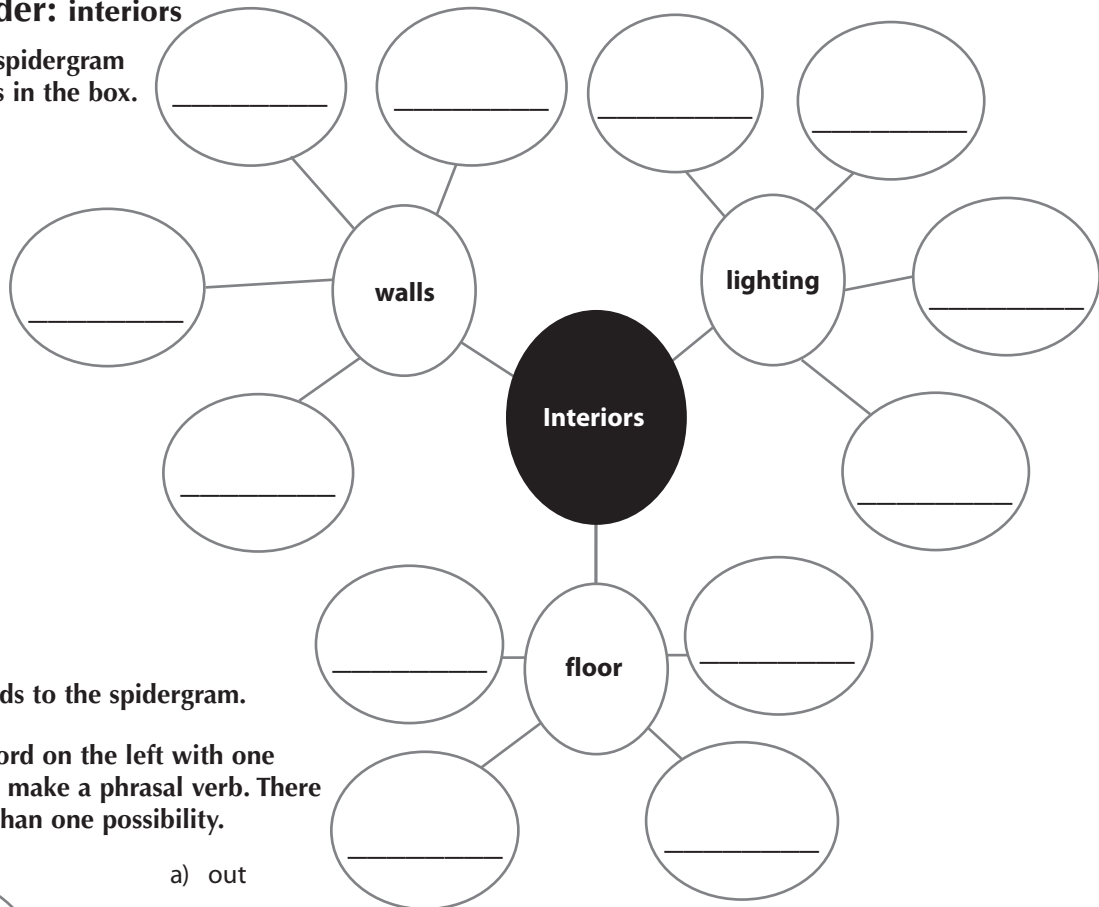 der: interiors
spidergram
s in the box.
walls
lighting
Interiors
floor
ds to the spidergram.
ord on the left with one
make a phrasal verb. There
han one possibility.
a) out